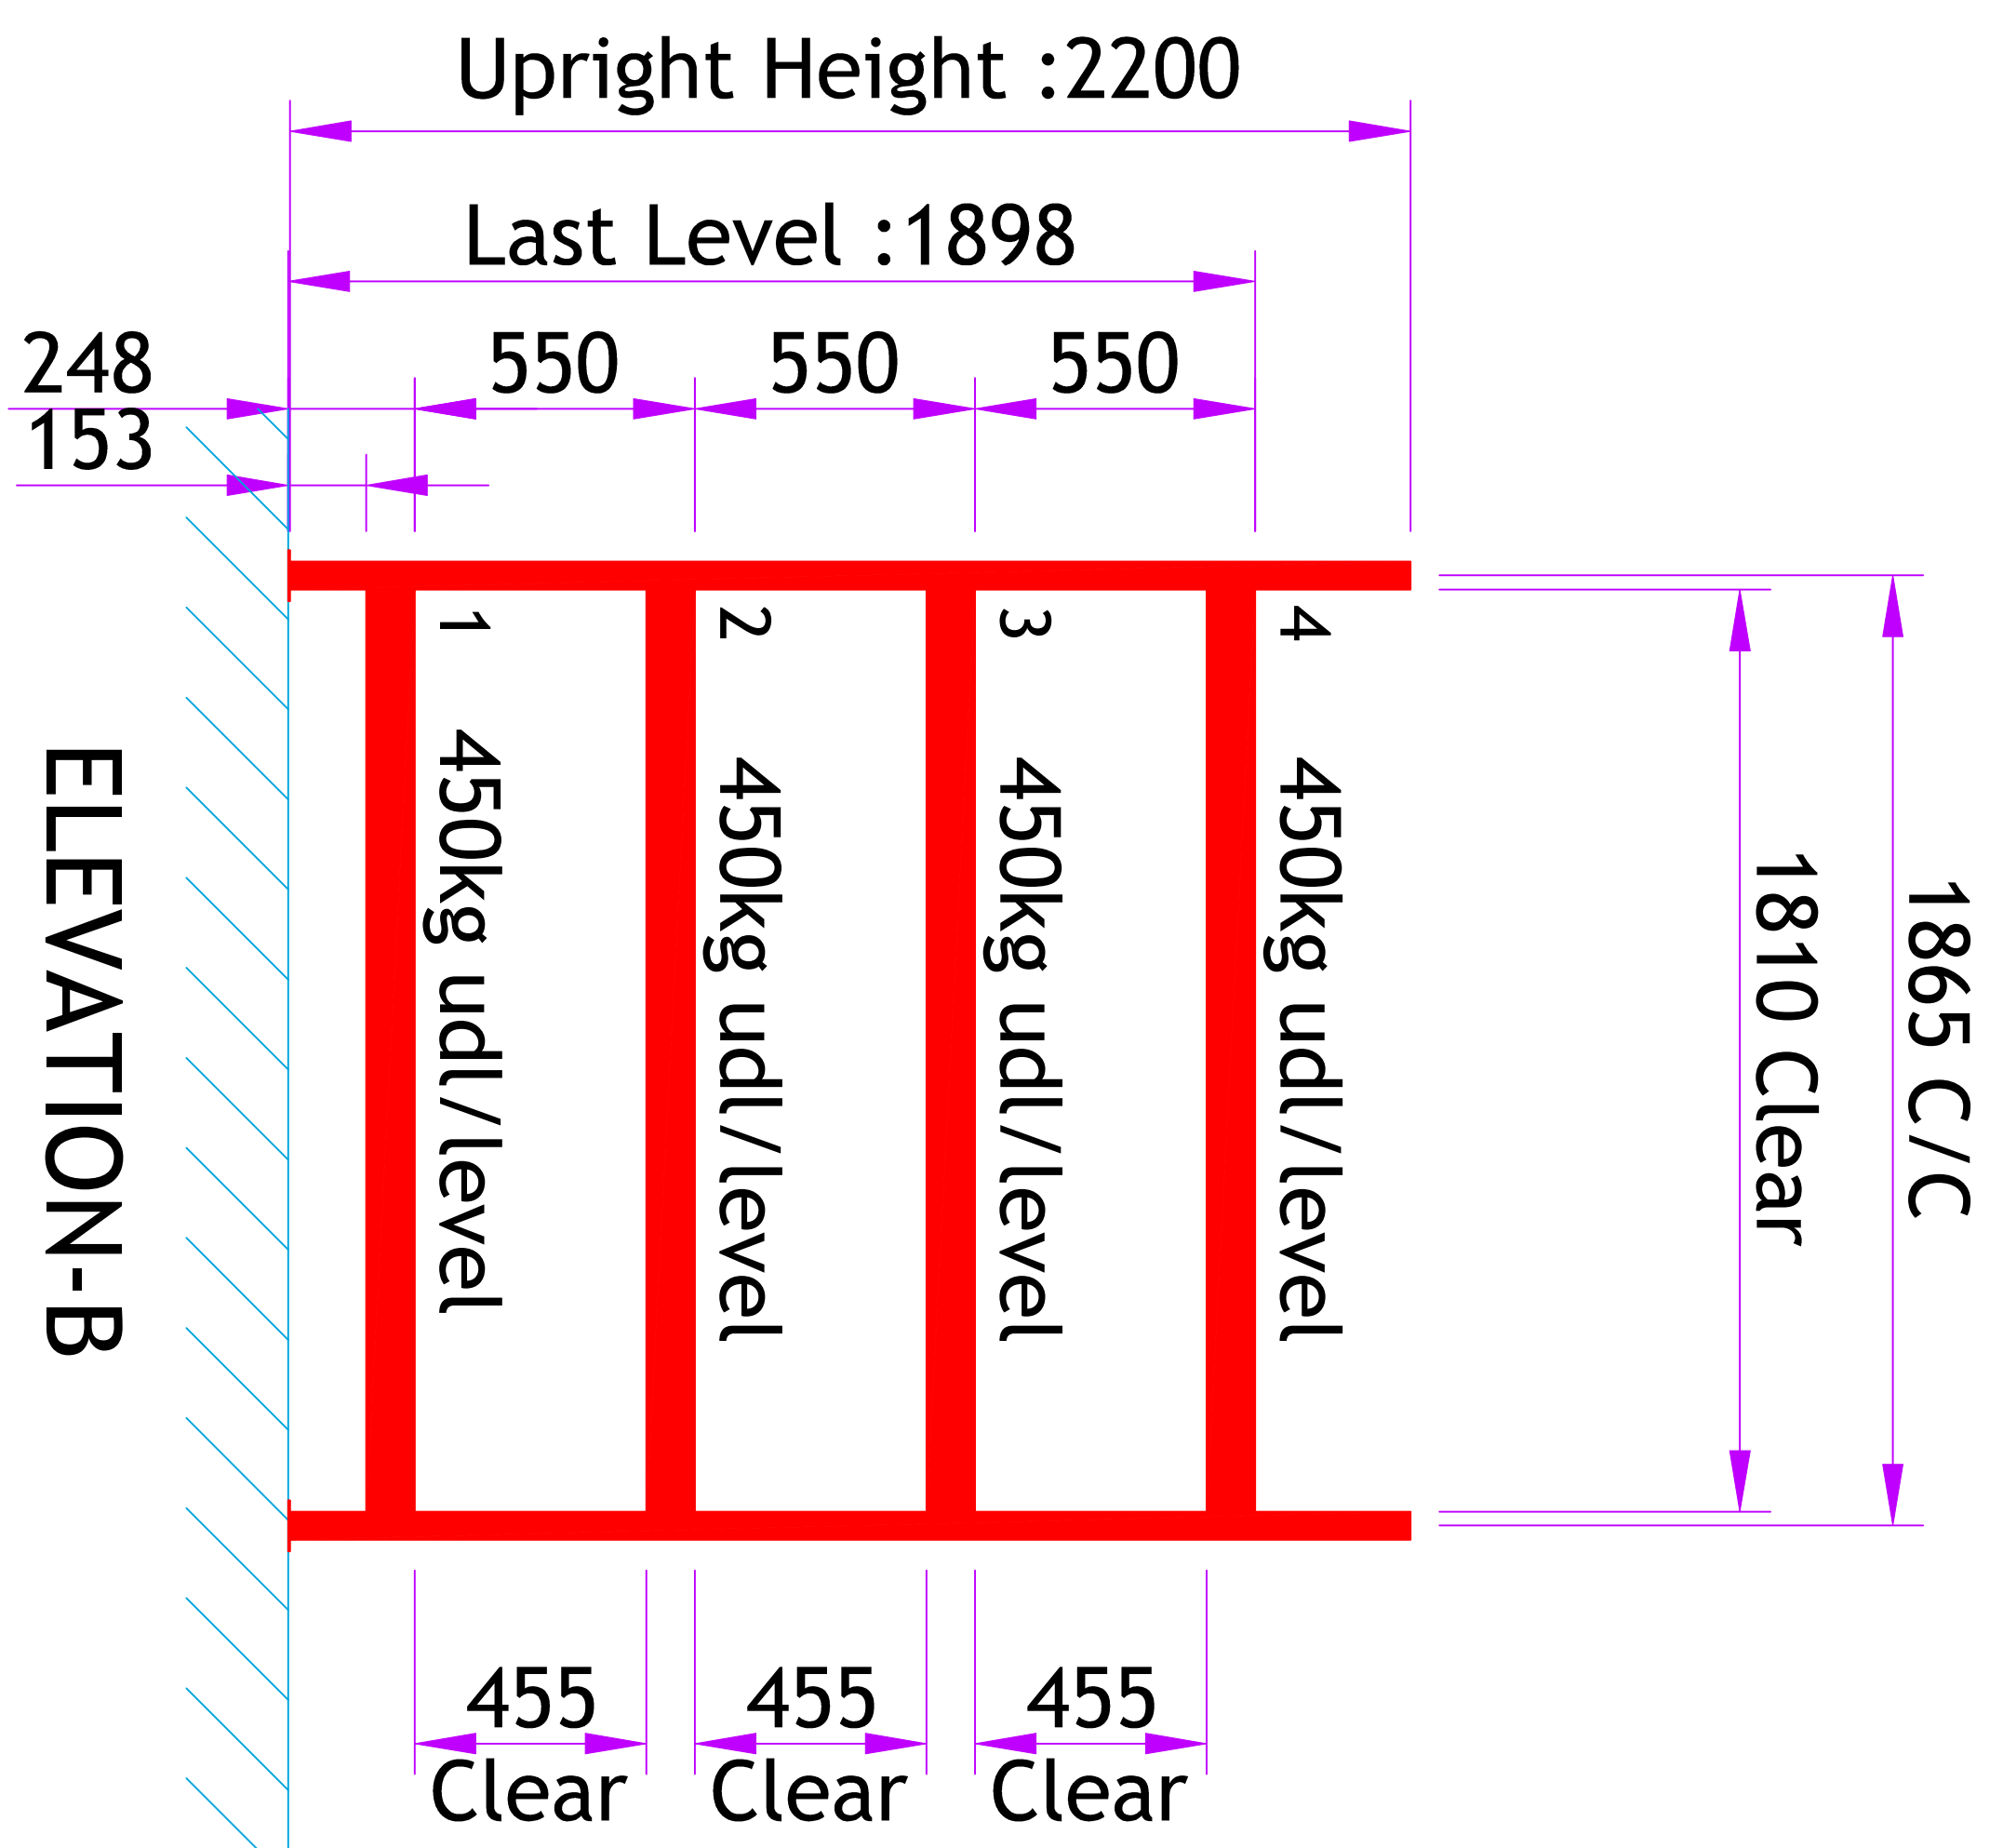 Upright Height :2200
Last Level :1898
248
550
550
550
153
1
2
3
4
450kg udl/level
450kg udl/level
450kg udl/level
450kg udl/level
1810 Clear
1865 C/C
ELEVATION-B
455
Clear
455
Clear
455
Clear